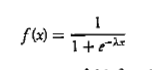 f(x) = 1 / (1 + e^{-λx})